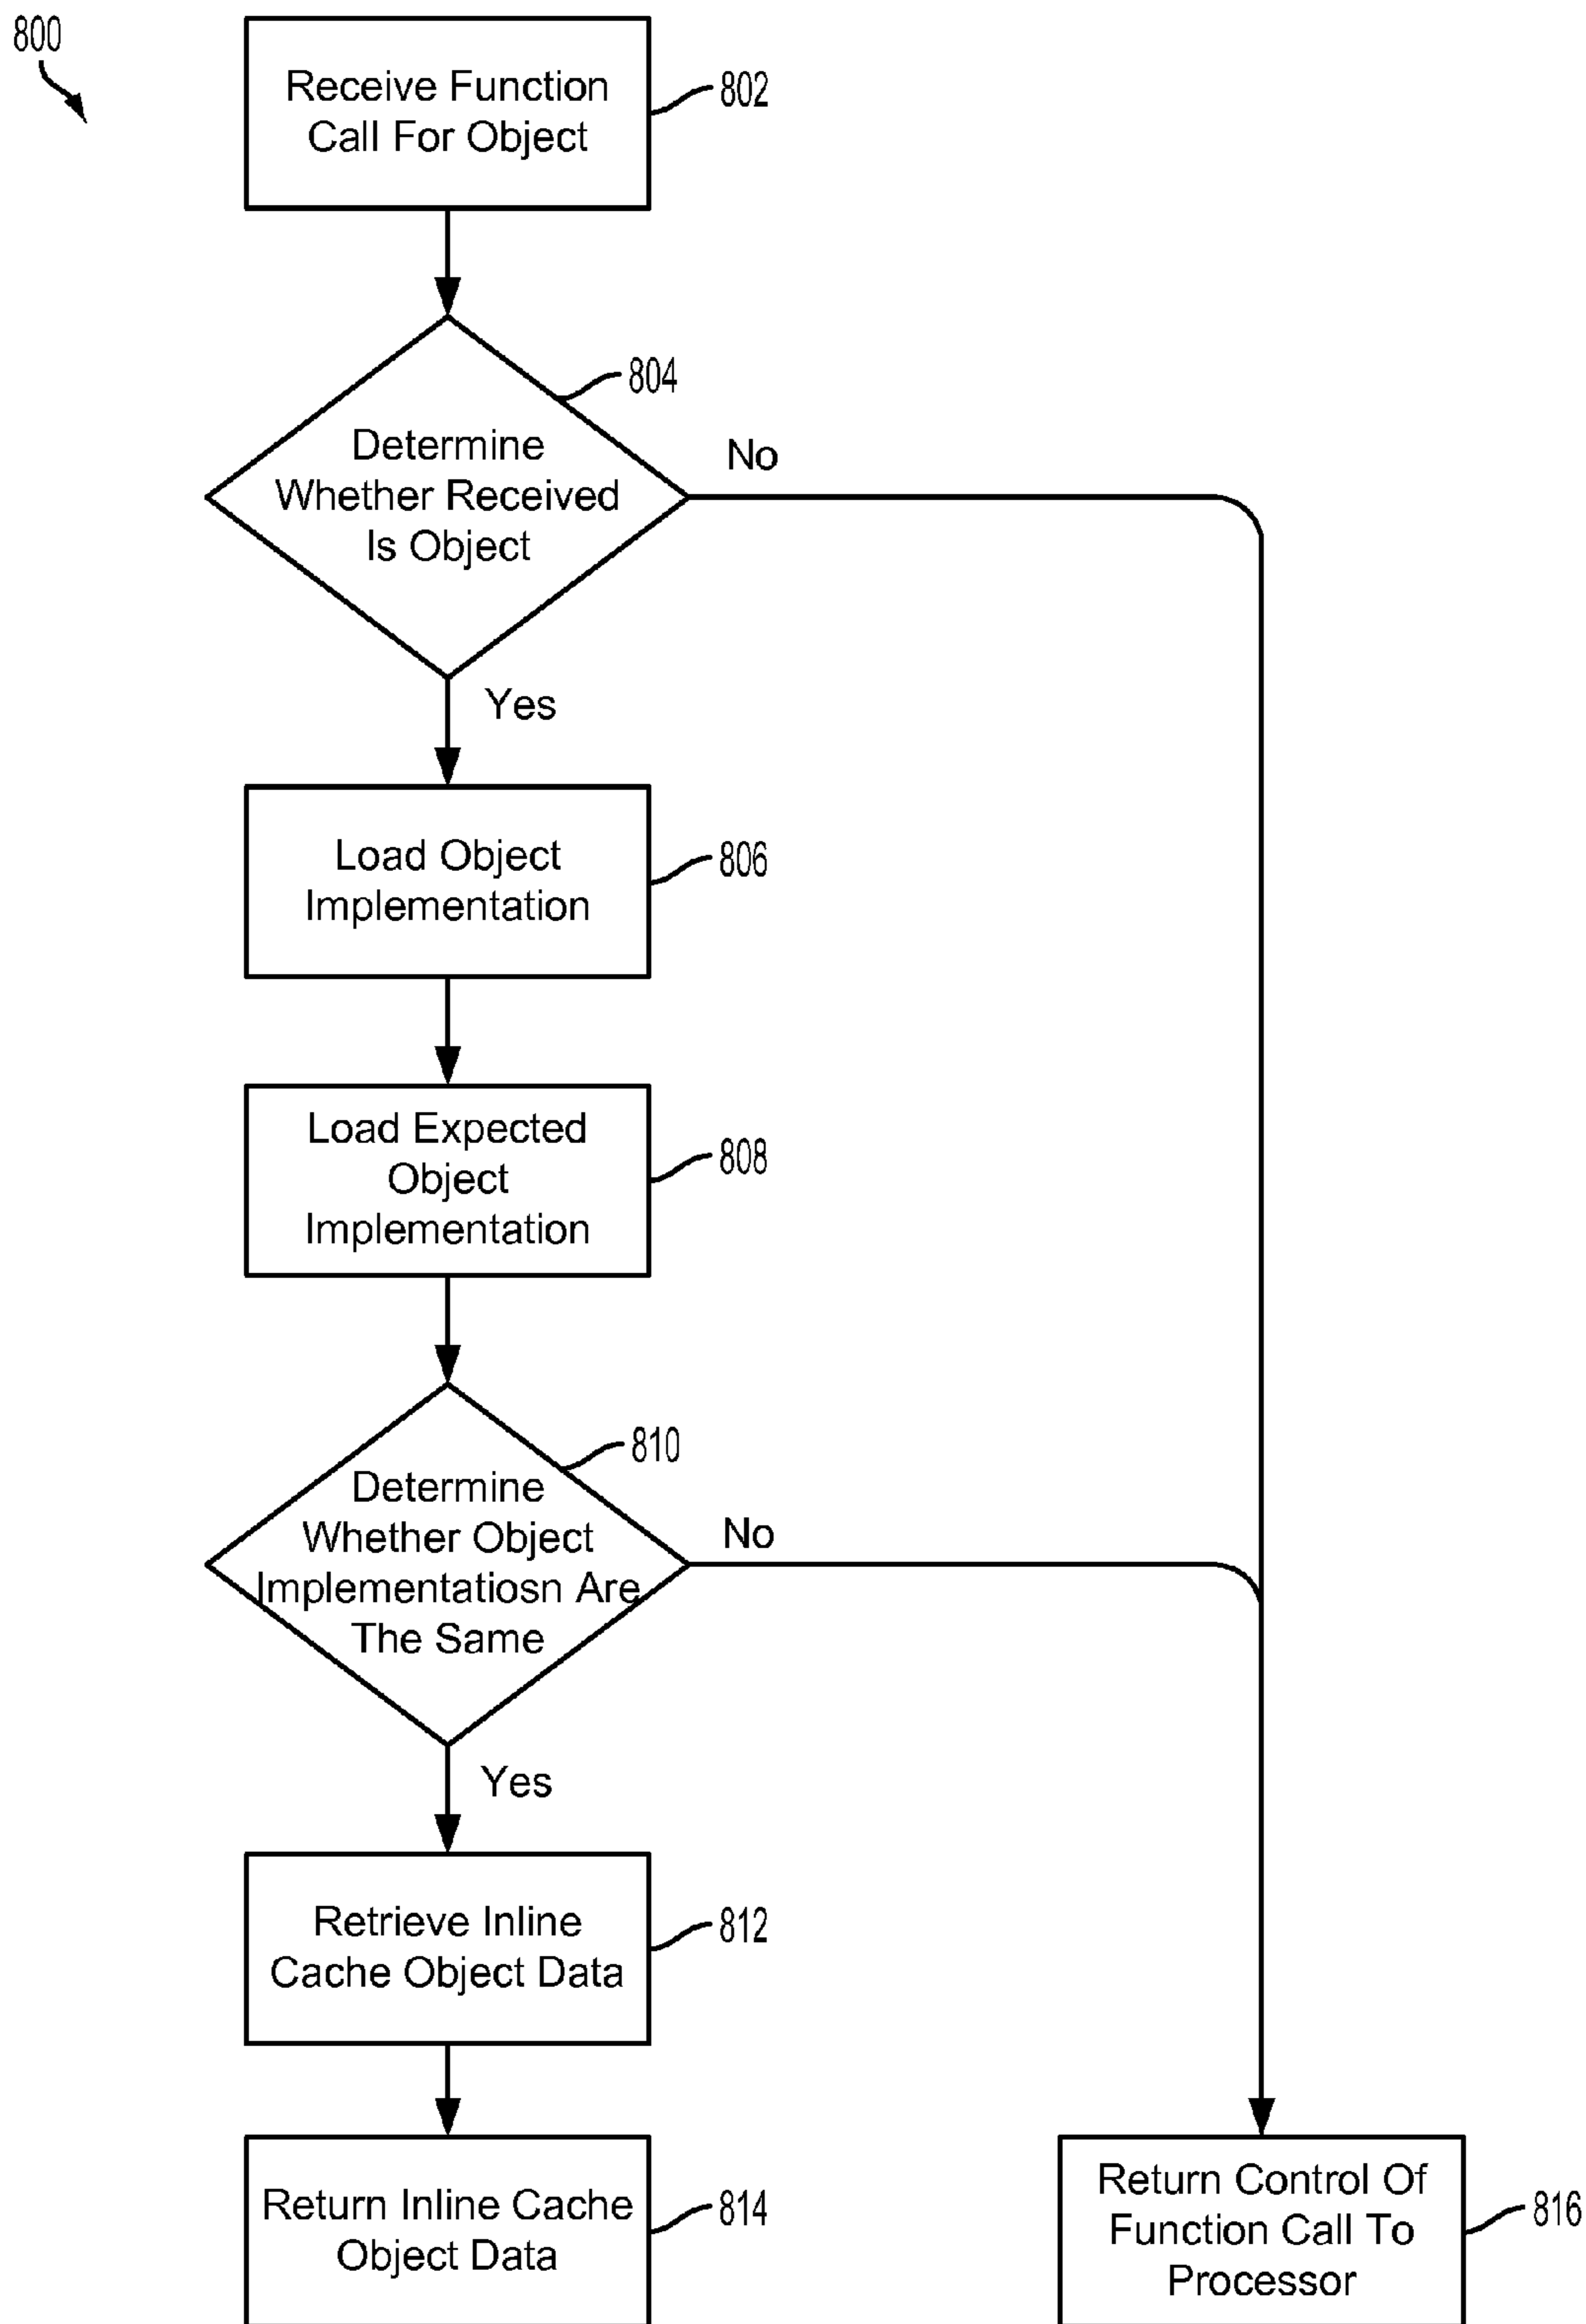 800
Receive Function
Call For Object
802
804
Determine
Whether Received
Is Object
No
Yes
Load Object
Implementation
806
Load Expected
Object
Implementation
808
810
Determine
Whether Object
Implementatiosn Are
The Same
No
Yes
Retrieve Inline
Cache Object Data
812
Return Inline Cache
Object Data
814
Return Control Of
Function Call To
Processor
816